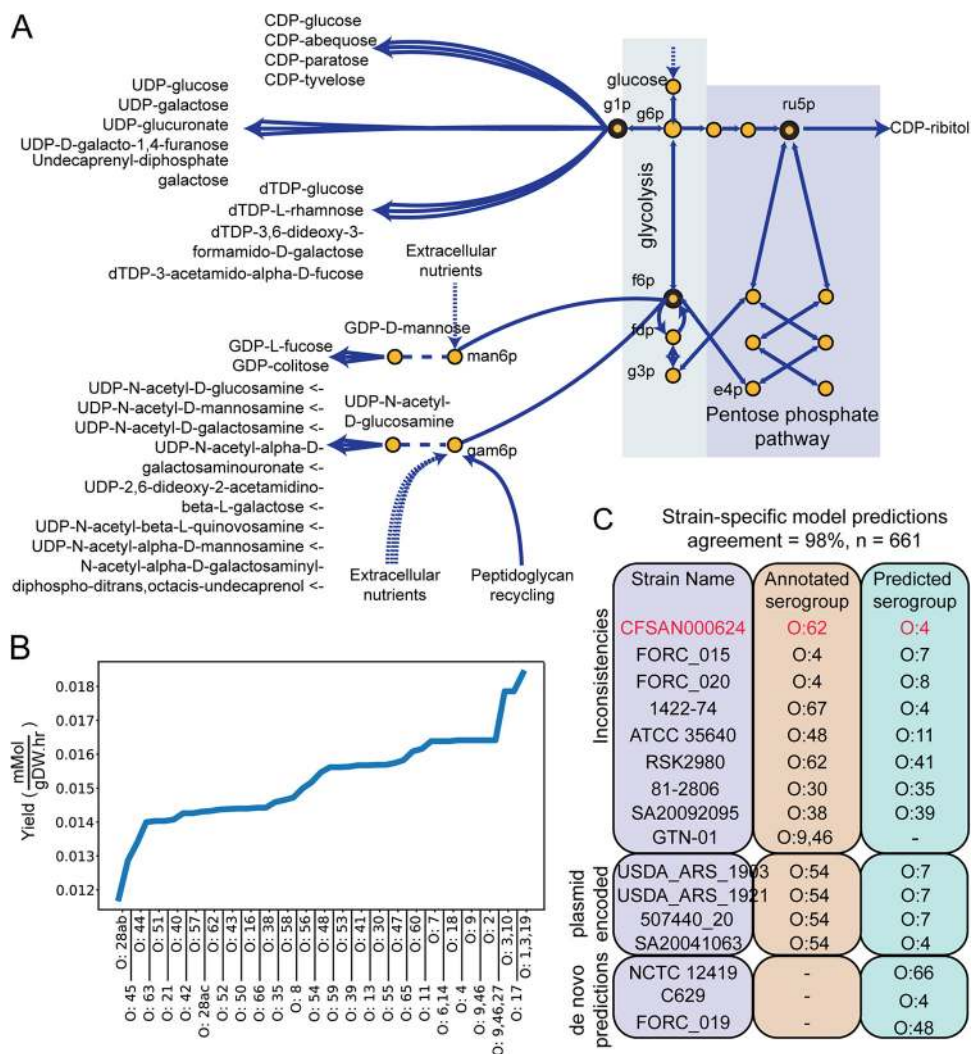 A
CDP-glucose
CDP-abequose
CDP-paratose
CDP-tyvelose
UDP-glucose
UDP-galactose
UDP-glucuronate
UDP-D-galacto-1,4-furanose
Undecaprenyl-diphosphate
galactose
dTDP-glucose
dTDP-L-rhamnose
dTDP-3,6-dideoxy-3-
formamido-D-galactose
dTDP-3-acetamido-alpha-D-fucose
glucose
g1p
g6p
ru5p
CDP-ribitol
glycolysis
Extracellular
nutrients
f6p
fdp
g3p
e4p
Pentose phosphate
pathway
GDP-D-mannose
GDP-L-fucose
GDP-colitose
man6p
UDP-N-acetyl-D-glucosamine <-
UDP-N-acetyl-D-mannosamine <-
UDP-N-acetyl-D-galactosamine <-
UDP-N-acetyl-alpha-D-
galactosaminouronate <-
UDP-2,6-dideoxy-2-acetamidino-
beta-L-galactose <-
UDP-N-acetyl-beta-L-quinovosamine <-
UDP-N-acetyl-alpha-D-mannosamine <-
N-acetyl-alpha-D-galactosaminyl-
diphospho-ditrans,octacis-undecaprenol <-
UDP-N-acetyl-
D-glucosamine
gam6p
Extracellular
nutrients
Peptidoglycan
recycling
B
Yield (mMol/gDW.hr)
0.018
0.017
0.016
0.015
0.014
0.013
0.012
O: 28ab
O: 45
O: 44
O: 63
O: 51
O: 21
O: 40
O: 42
O: 57
O: 28ac
O: 62
O: 52
O: 43
O: 50
O: 16
O: 66
O: 38
O: 35
O: 58
O: 8
O: 56
O: 54
O: 48
O: 59
O: 53
O: 39
O: 41
O: 13
O: 30
O: 55
O: 47
O: 65
O: 60
O: 11
O: 7
O: 6,14
O: 18
O: 4
O: 9
O: 9,46
O: 2
O: 9,46,27
O: 3,10
O: 17
O: 1,3,19
C
Strain-specific model predictions
agreement = 98%, n = 661
Strain Name Annotated serogroup Predicted serogroup
Inconsistencies
CFSAN000624 O:62 O:4
FORC_015 O:4 O:7
FORC_020 O:4 O:8
1422-74 O:67 O:4
ATCC 35640 O:48 O:11
RSK2980 O:62 O:41
81-2806 O:30 O:35
SA20092095 O:38 O:39
GTN-01 O:9,46 -
plasmid
encoded
USDA_ARS_1903 O:54 O:7
USDA_ARS_1921 O:54 O:7
507440_20 O:54 O:7
SA20041063 O:54 O:4
de novo
predictions
NCTC 12419 - O:66
C629 - O:4
FORC_019 - O:48